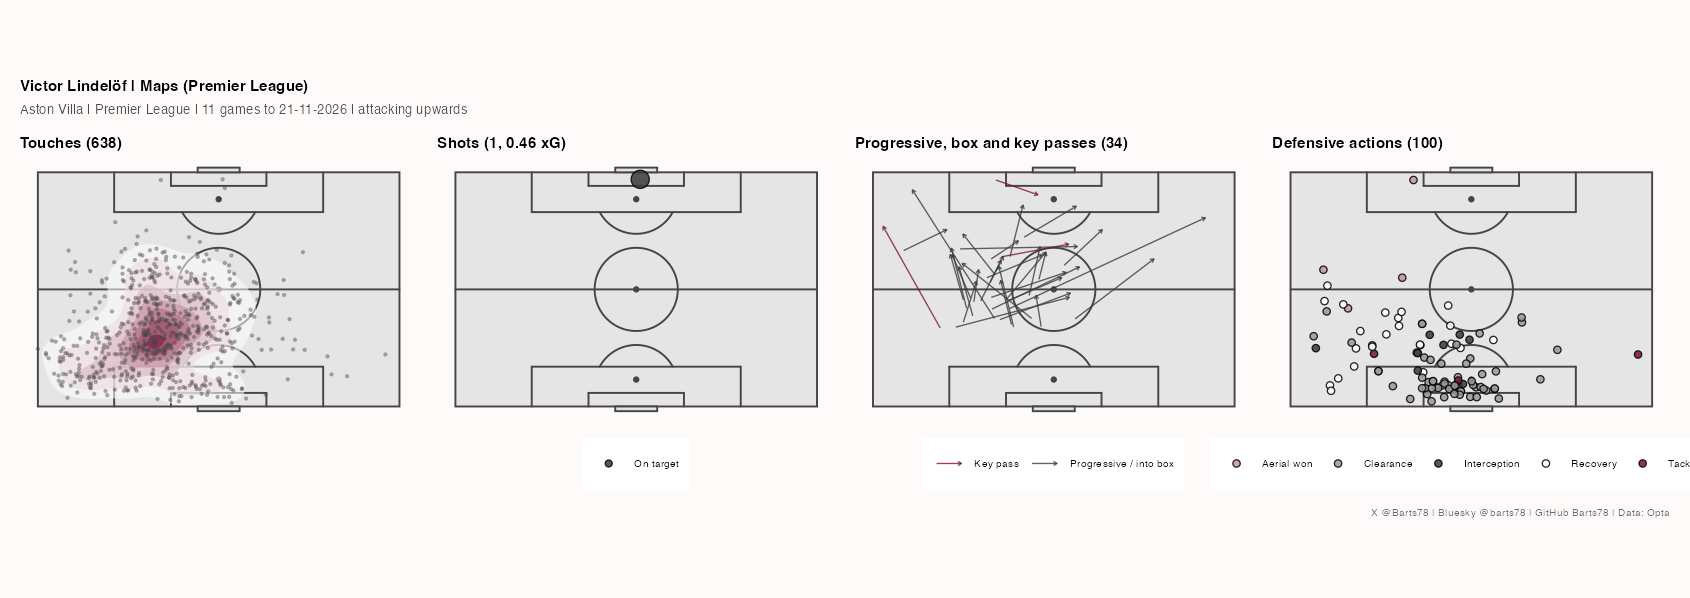 Victor Lindelöf | Maps (Premier League)
Aston Villa | Premier League | 11 games to 21-11-2026 | attacking upwards
Touches (638)
Shots (1, 0.46 xG)
Progressive, box and key passes (34)
Defensive actions (100)
On target
Key pass
Progressive / into box
Aerial won
Clearance
Interception
Recovery
Tack
X @Barts78 | Bluesky @barts78 | GitHub Barts78 | Data: Opta